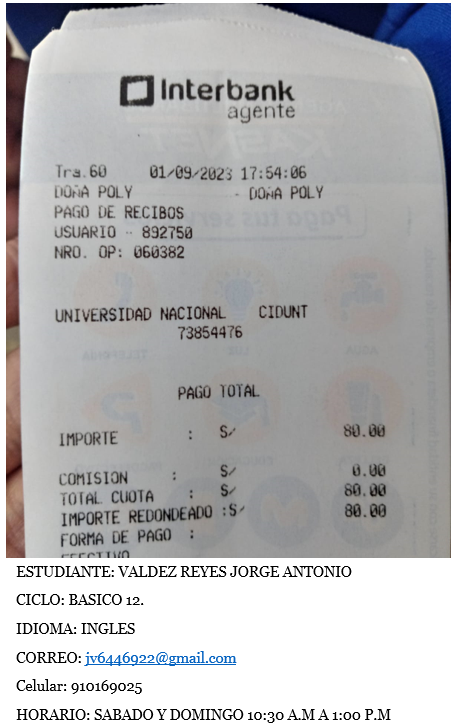 Interbank
agente
Tra.60 01/09/2023 17:54:06
DOÑA POLY - DOÑA POLY
PAGO DE RECIBOS
USUARIO - 892750
NRO. OP: 060382
UNIVERSIDAD NACIONAL CIDUNT
73854476
PAGO TOTAL
IMPORTE : S/ 80.00
COMISION : S/ 0.00
TOTAL CUOTA : S/ 80.00
IMPORTE REDONDEADO :S/ 80.00
FORMA DE PAGO :
EFECTIVO
ESTUDIANTE: VALDEZ REYES JORGE ANTONIO
CICLO: BASICO 12.
IDIOMA: INGLES
CORREO: jv6446922@gmail.com
Celular: 910169025
HORARIO: SABADO Y DOMINGO 10:30 A.M A 1:00 P.M